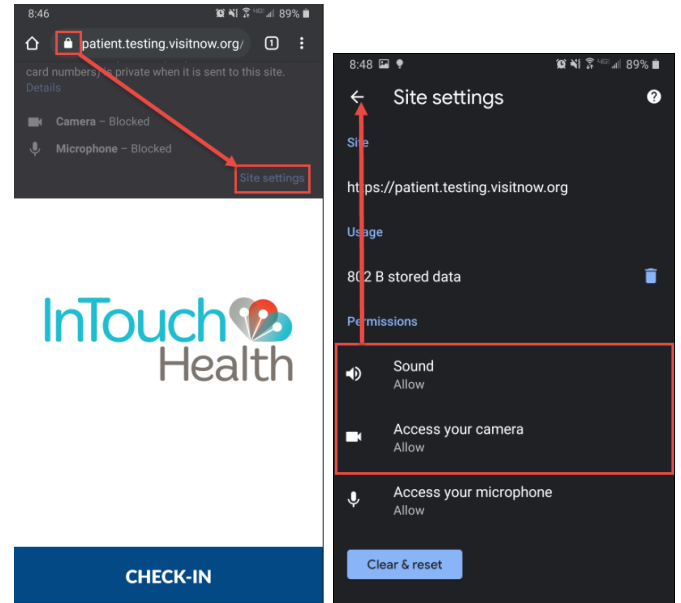 8:46
89%
patient.testing.visitnow.org/
1
card numbers) is private when it is sent to this site.
Details
Camera – Blocked
Microphone – Blocked
Site settings
InTouch
Health
CHECK-IN
8:48
89%
Site settings
?
Site
https://patient.testing.visitnow.org
Usage
802 B stored data
Permissions
Sound
Allow
Access your camera
Allow
Access your microphone
Allow
Clear & reset